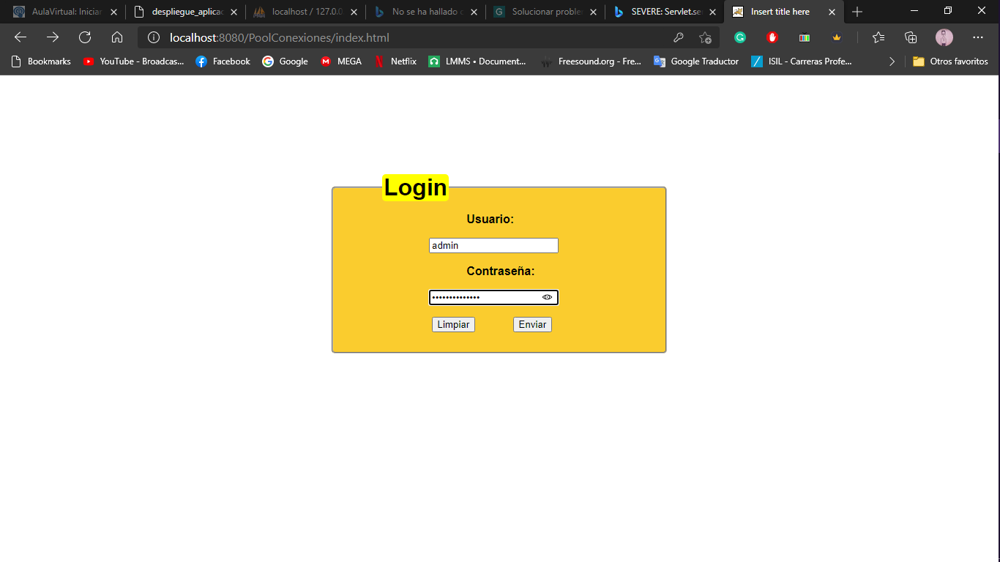 AulaVirtual: Iniciar
despliegue_aplicac
localhost / 127.0.0
No se ha hallado
Solucionar proble
SEVERE: Servlet.se
Insert title here
localhost:8080/PoolConexiones/index.html
Bookmarks
YouTube - Broadcas...
Facebook
Google
MEGA
Netflix
LMMS • Document...
Freesound.org - Fre...
Google Traductor
ISIL - Carreras Profe...
Otros favoritos
Login
Usuario:
admin
Contraseña:
••••••••••••••
Limpiar
Enviar